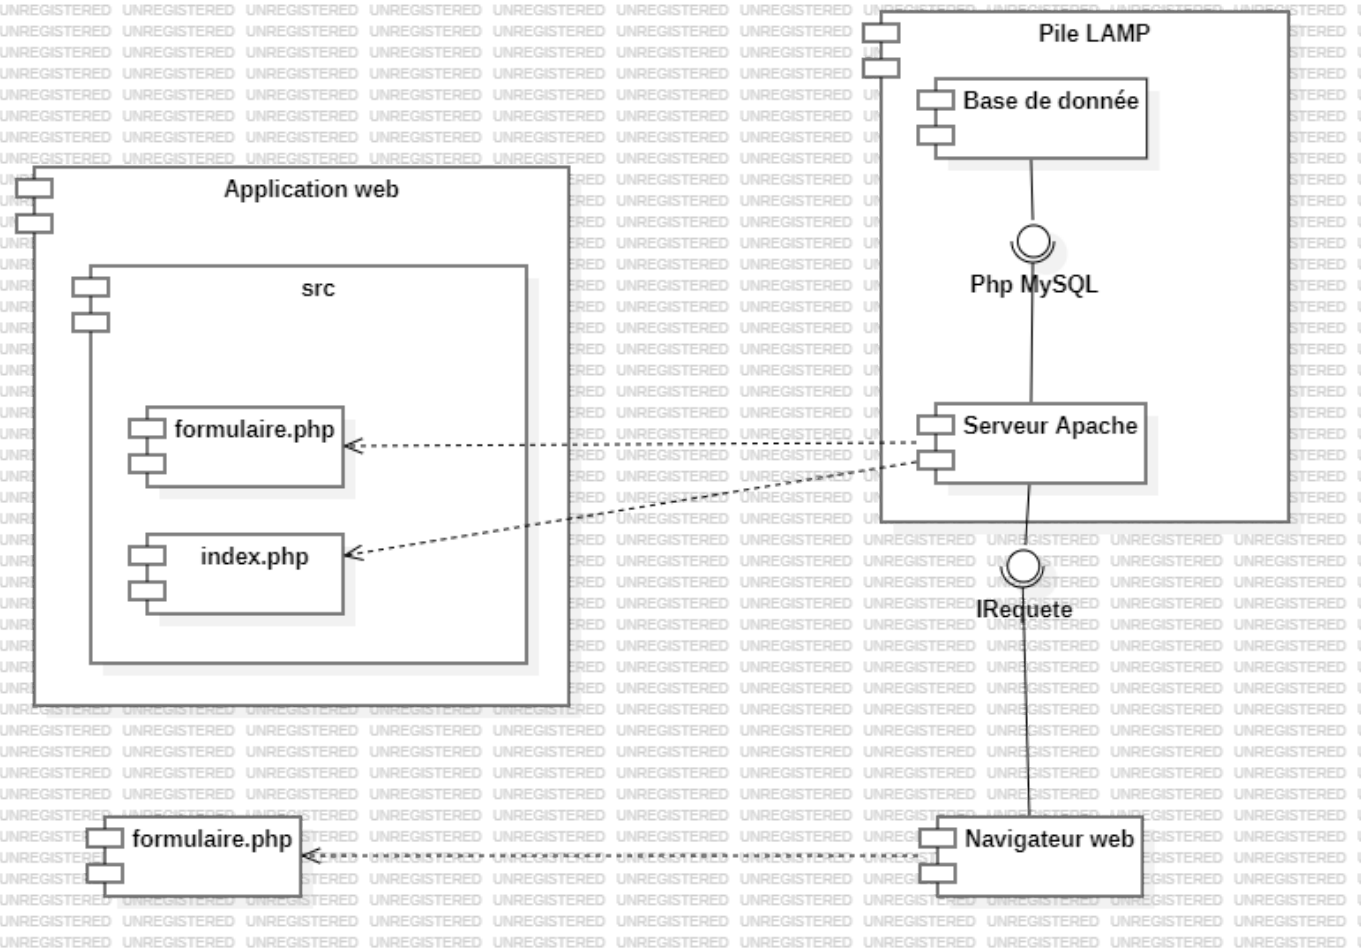 Pile LAMP
Base de donnée
Php MySQL
Serveur Apache
IRequete
Navigateur web
Application web
src
formulaire.php
index.php
formulaire.php
UNREGISTERED